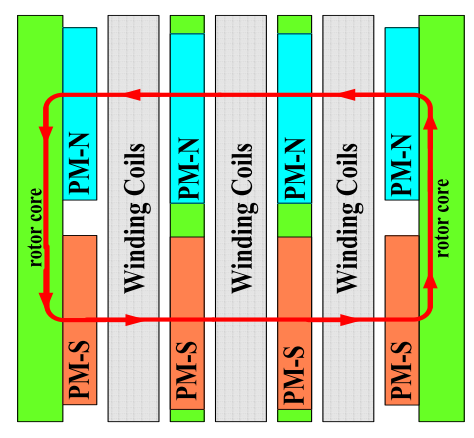 rotor core
PM-N
PM-S
Winding Coils
PM-N
PM-S
Winding Coils
PM-N
PM-S
Winding Coils
PM-N
PM-S
rotor core